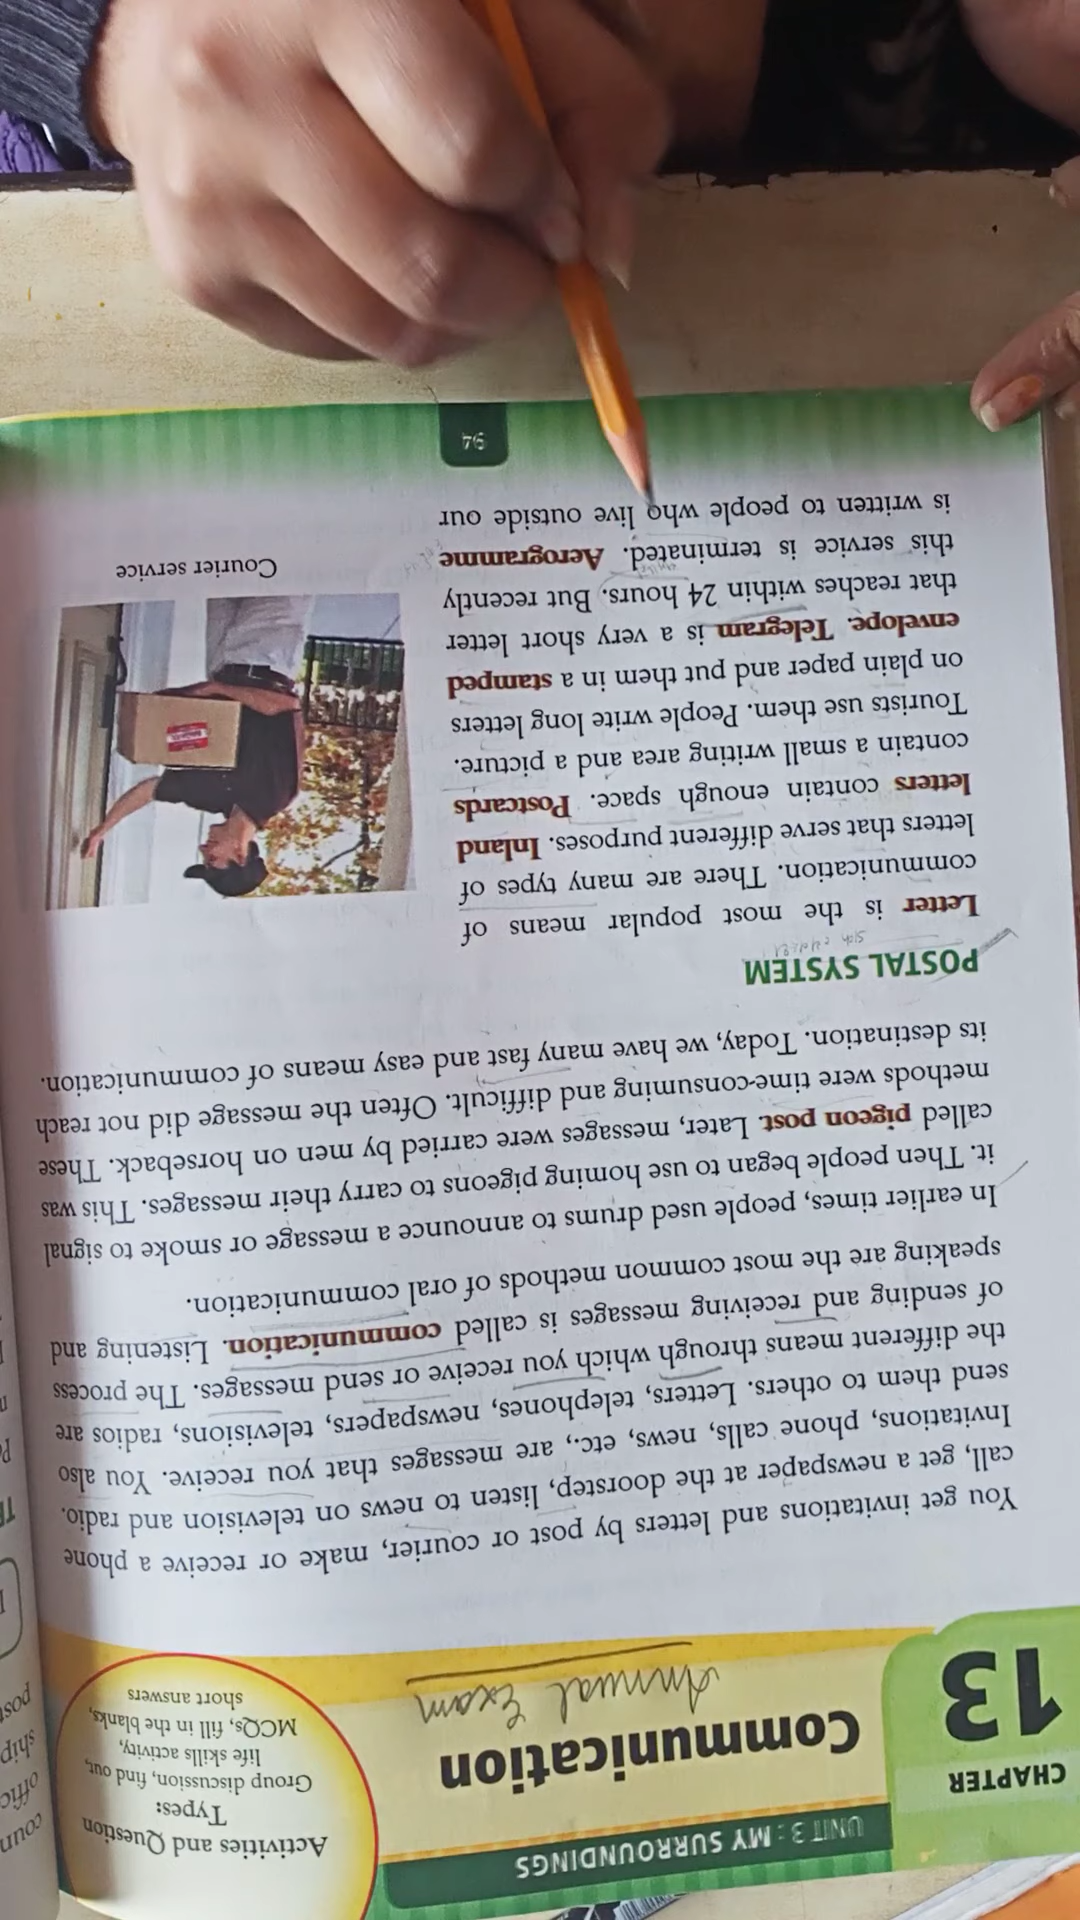 UNIT 3 : MY SURROUNDINGS
CHAPTER
13
Communication
Annual Exam
Activities and Question
Types:
Group discussion, find out,
life skills activity,
MCQs, fill in the blanks,
short answers
You get invitations and letters by post or courier, make or receive a phone
call, get a newspaper at the doorstep, listen to news on television and radio.
Invitations, phone calls, news, etc., are messages that you receive. You also
send them to others. Letters, telephones, newspapers, televisions, radios are
the different means through which you receive or send messages. The process
of sending and receiving messages is called communication. Listening and
speaking are the most common methods of oral communication.
In earlier times, people used drums to announce a message or smoke to signal
it. Then people began to use homing pigeons to carry their messages. This was
called pigeon post. Later, messages were carried by men on horseback. These
methods were time-consuming and difficult. Often the message did not reach
its destination. Today, we have many fast and easy means of communication.
POSTAL SYSTEM
Letter is the most popular means of
communication. There are many types of
letters that serve different purposes. Inland
letters contain enough space. Postcards
contain a small writing area and a picture.
Tourists use them. People write long letters
on plain paper and put them in a stamped
envelope. Telegram is a very short letter
that reaches within 24 hours. But recently
this service is terminated. Aerogramme
is written to people who live outside our
Courier service
94